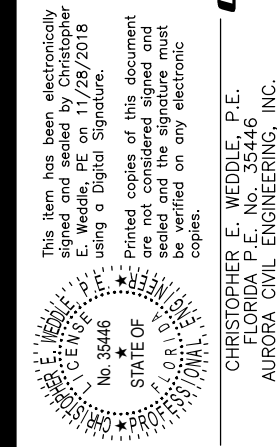 This item has been electronically
signed and sealed by Christopher
E. Weddle, PE on 11/28/2018
using a Digital Signature.
Printed copies of this document
are not considered signed and
sealed and the signature must
be verified on any electronic
copies.
CHRISTOPHER E. WEDDLE, P.E.
LICENSE
No. 35446
★ ★
STATE OF
FLORIDA
PROFESSIONAL ENGINEER
CHRISTOPHER E. WEDDLE, P.E.
FLORIDA P.E. No. 35446
AURORA CIVIL ENGINEERING, INC.